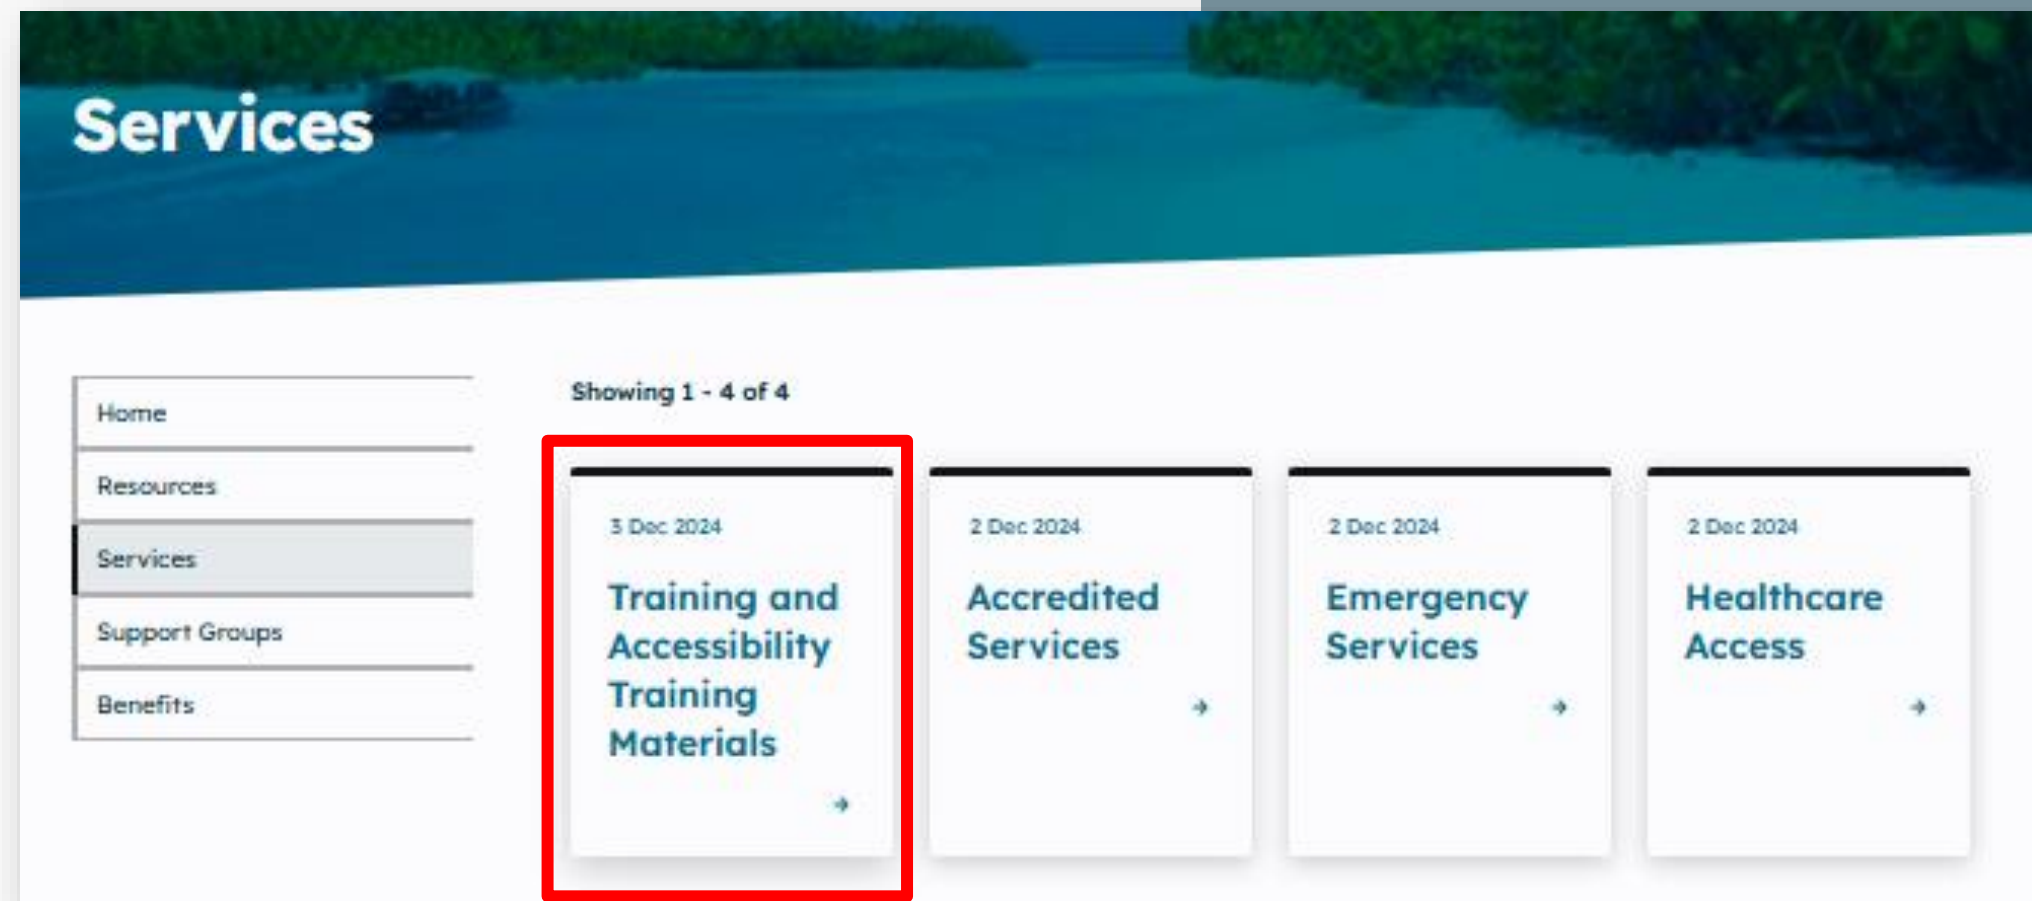 Services
Home
Resources
Services
Support Groups
Benefits
Showing 1 - 4 of 4
3 Dec 2024
Training and
Accessibility
Training
Materials
2 Dec 2024
Accredited
Services
2 Dec 2024
Emergency
Services
2 Dec 2024
Healthcare
Access